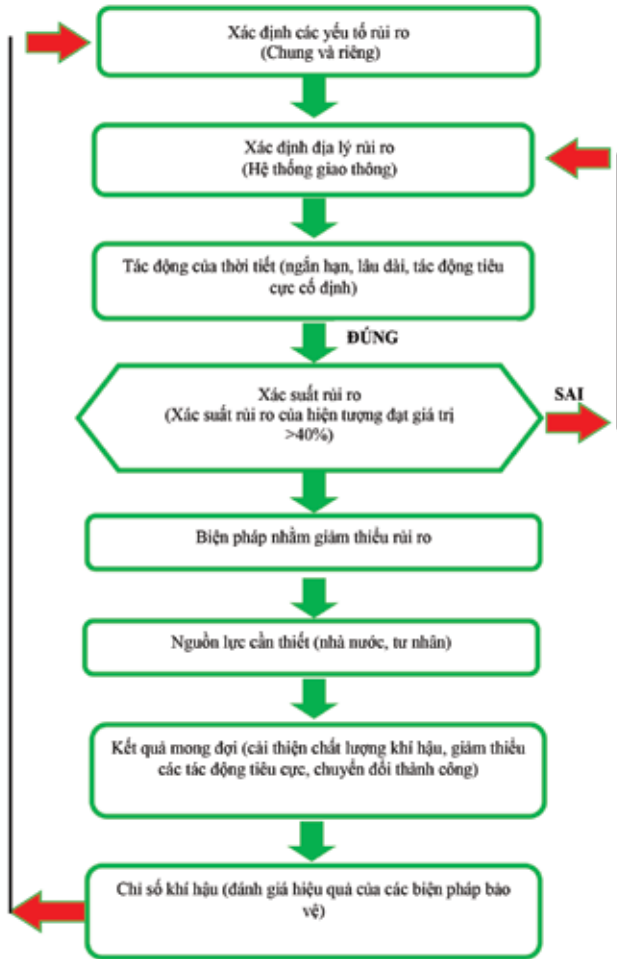 Xác định các yếu tố rủi ro
(Chung và riêng)
Xác định địa lý rủi ro
(Hệ thống giao thông)
Tác động của thời tiết (ngắn hạn, lâu dài, tác động tiêu
cực cố định)
ĐÚNG
Xác suất rủi ro
(Xác suất rủi ro của hiện tượng đạt giá trị
>40%)
SAI
Biện pháp nhằm giảm thiểu rủi ro
Nguồn lực cần thiết (nhà nước, tư nhân)
Kết quả mong đợi (cải thiện chất lượng khí hậu, giảm thiểu
các tác động tiêu cực, chuyển đổi thành công)
Chỉ số khí hậu (đánh giá hiệu quả của các biện pháp bảo
vệ)